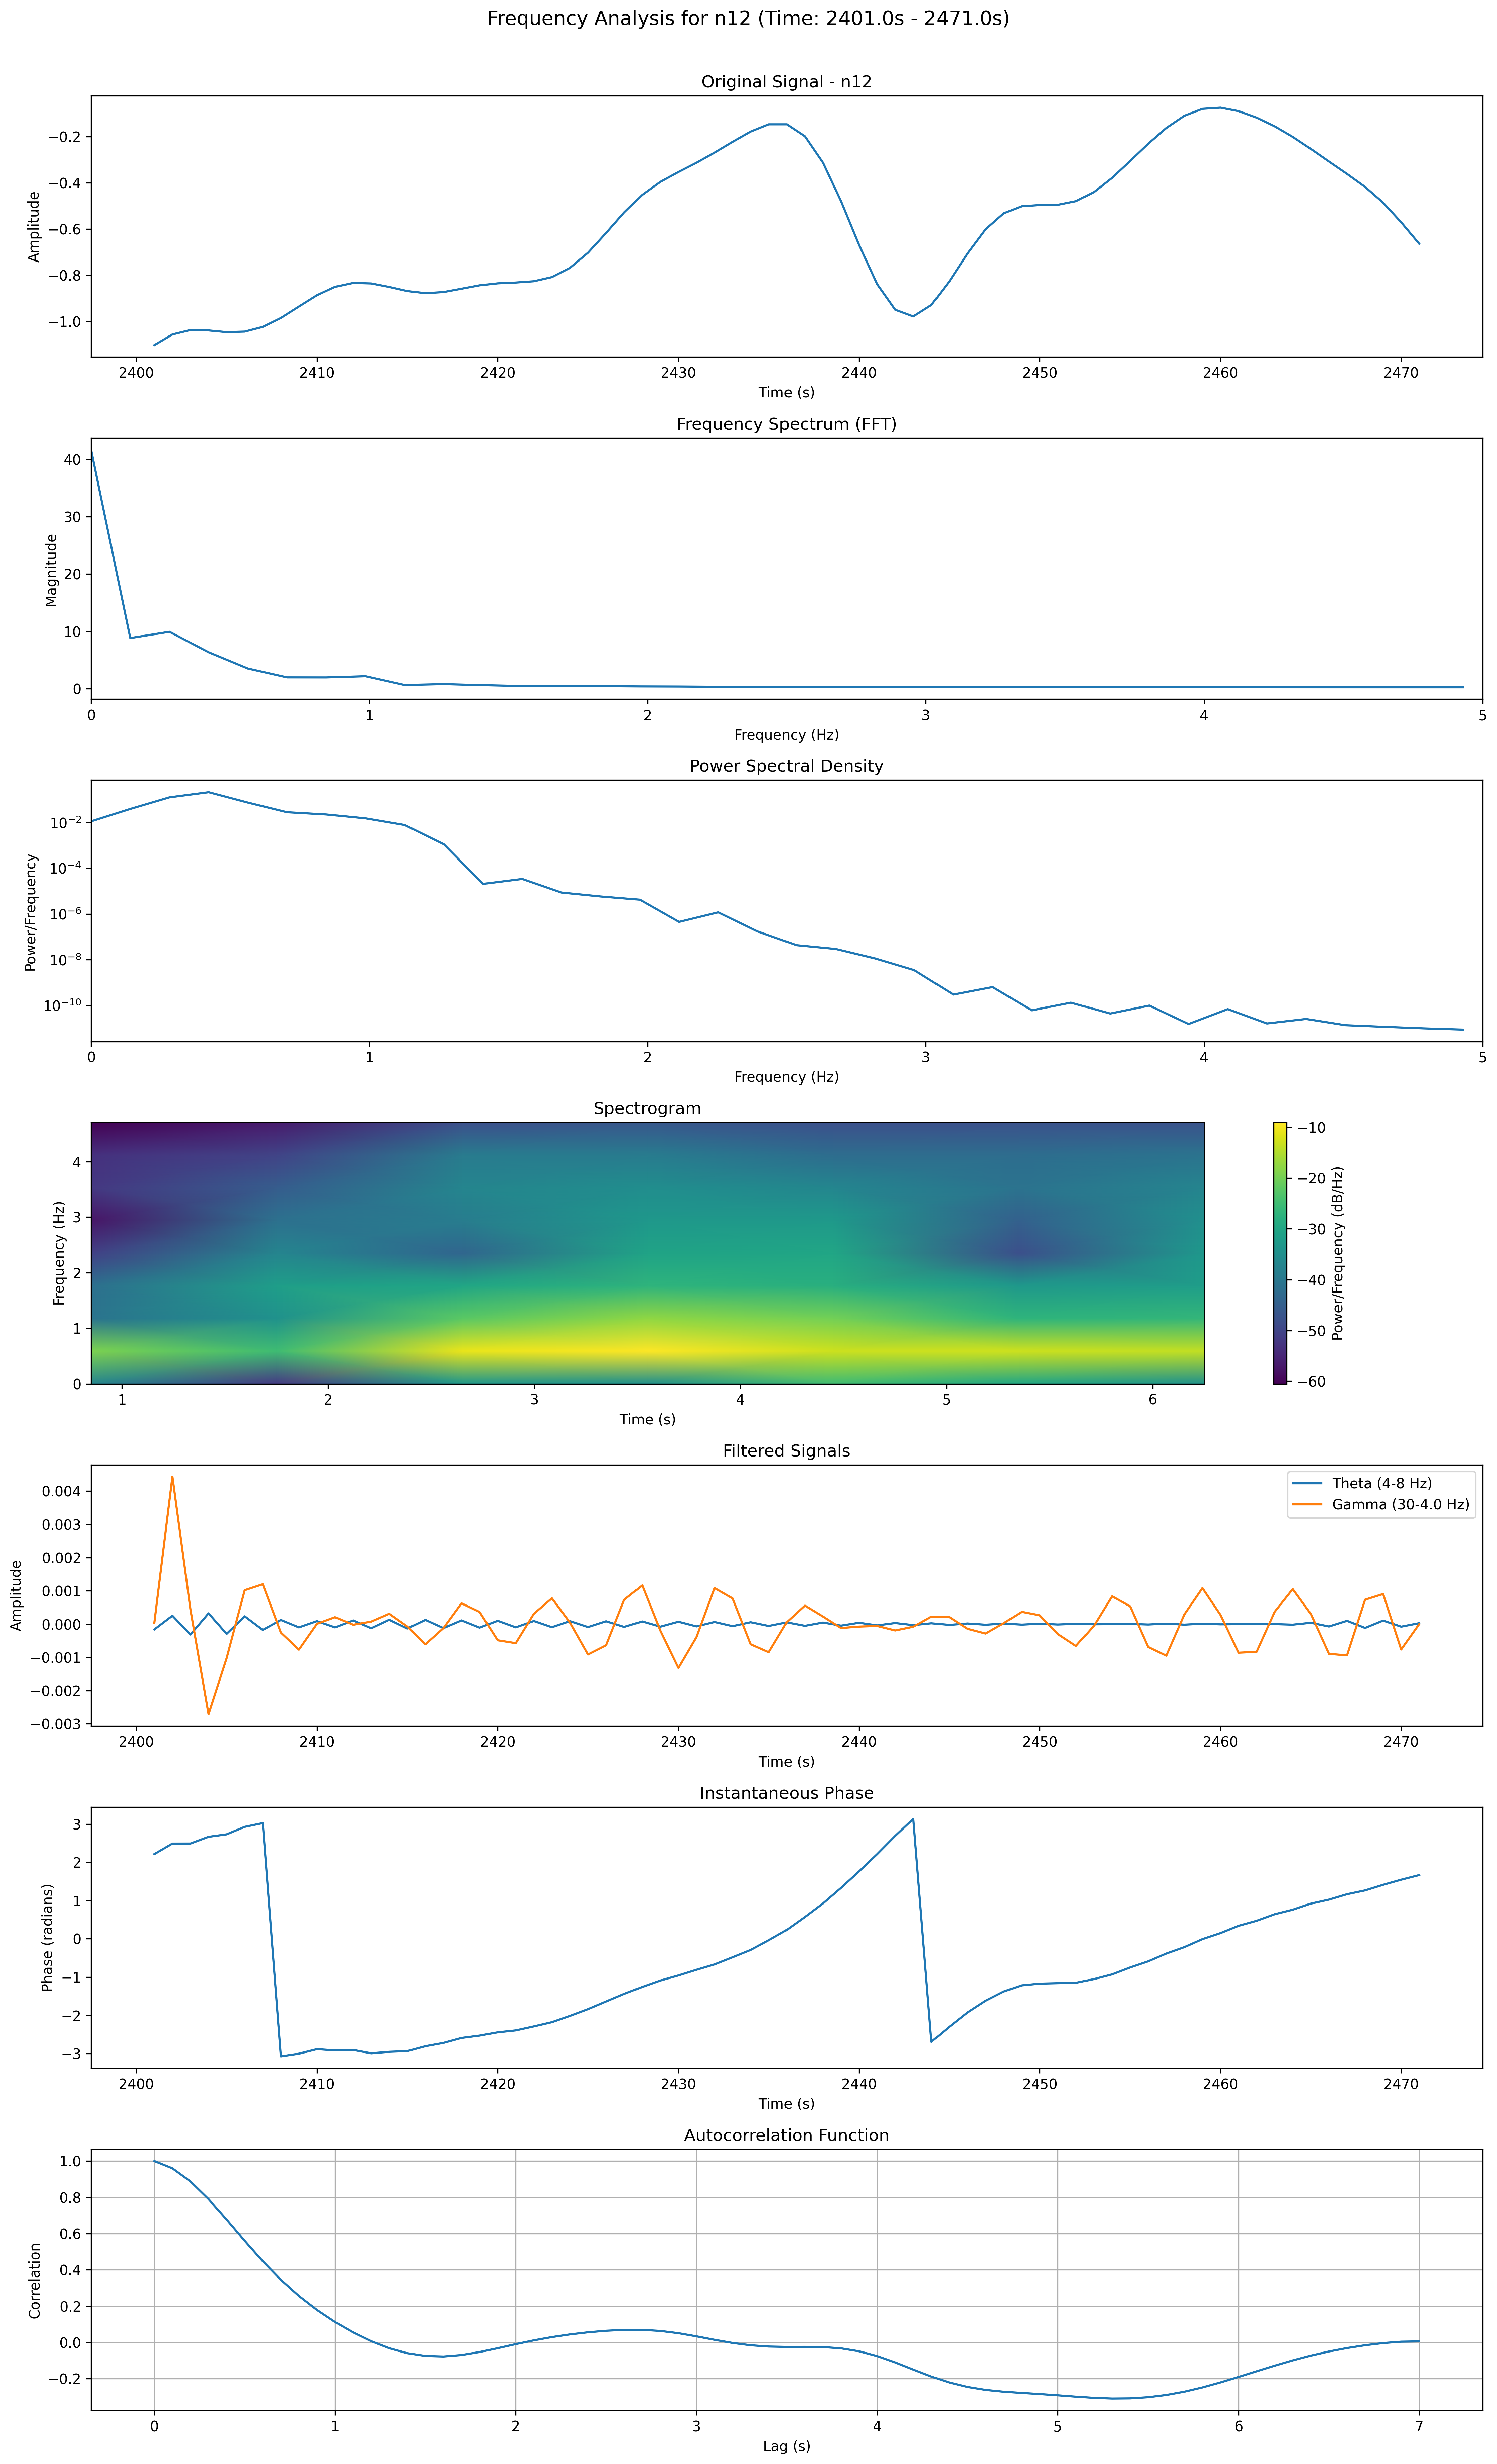 Frequency Analysis for n12 (Time: 2401.0s - 2471.0s)
Original Signal - n12
Amplitude
−0.2
−0.4
−0.6
−0.8
−1.0
2400 2410 2420 2430 2440 2450 2460 2470
Time (s)
Frequency Spectrum (FFT)
Magnitude
40
30
20
10
0
0 1 2 3 4 5
Frequency (Hz)
Power Spectral Density
Power/Frequency
10⁻²
10⁻⁴
10⁻⁶
10⁻⁸
10⁻¹⁰
0 1 2 3 4 5
Frequency (Hz)
Spectrogram
Frequency (Hz)
4
3
2
1
0
1 2 3 4 5 6
Time (s)
−10
−20
−30
−40
−50
−60
Power/Frequency (dB/Hz)
Filtered Signals
Theta (4-8 Hz)
Gamma (30-4.0 Hz)
Amplitude
0.004
0.003
0.002
0.001
0.000
−0.001
−0.002
−0.003
2400 2410 2420 2430 2440 2450 2460 2470
Time (s)
Instantaneous Phase
Phase (radians)
3
2
1
0
−1
−2
−3
2400 2410 2420 2430 2440 2450 2460 2470
Time (s)
Autocorrelation Function
Correlation
1.0
0.8
0.6
0.4
0.2
0.0
−0.2
0 1 2 3 4 5 6 7
Lag (s)